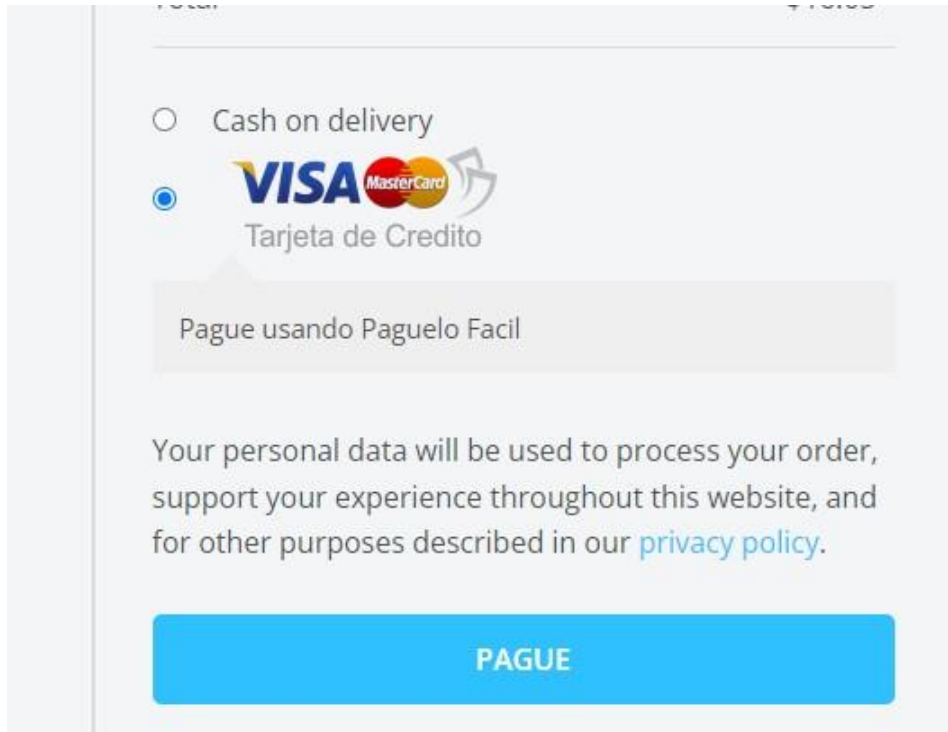 Cash on delivery
VISA MasterCard
Tarjeta de Credito
Pague usando Paguelo Facil
Your personal data will be used to process your order,
support your experience throughout this website, and
for other purposes described in our privacy policy.
PAGUE